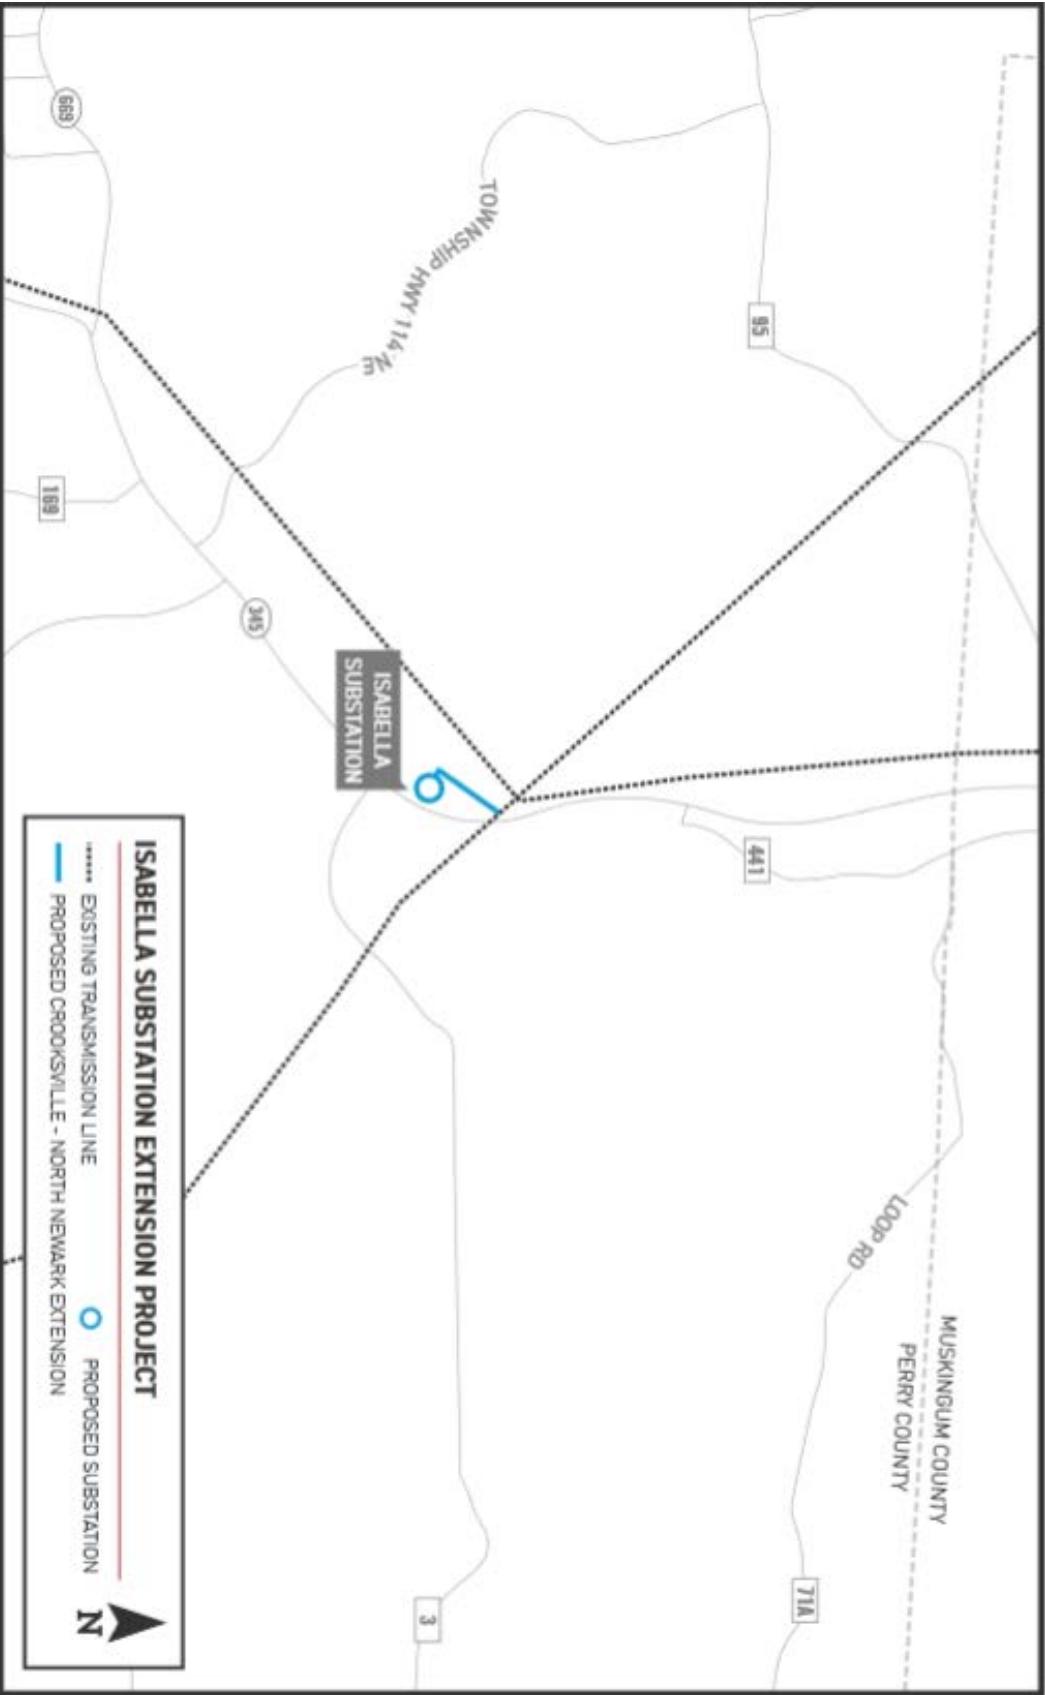 MUSKINGUM COUNTY
PERRY COUNTY
95
441
LOOP RD
71A
TOWNSHIP HWY 114 NE
669
345
169
ISABELLA
SUBSTATION
3
ISABELLA SUBSTATION EXTENSION PROJECT
EXISTING TRANSMISSION LINE
PROPOSED SUBSTATION
PROPOSED CROOKSVILLE - NORTH NEWARK EXTENSION
N